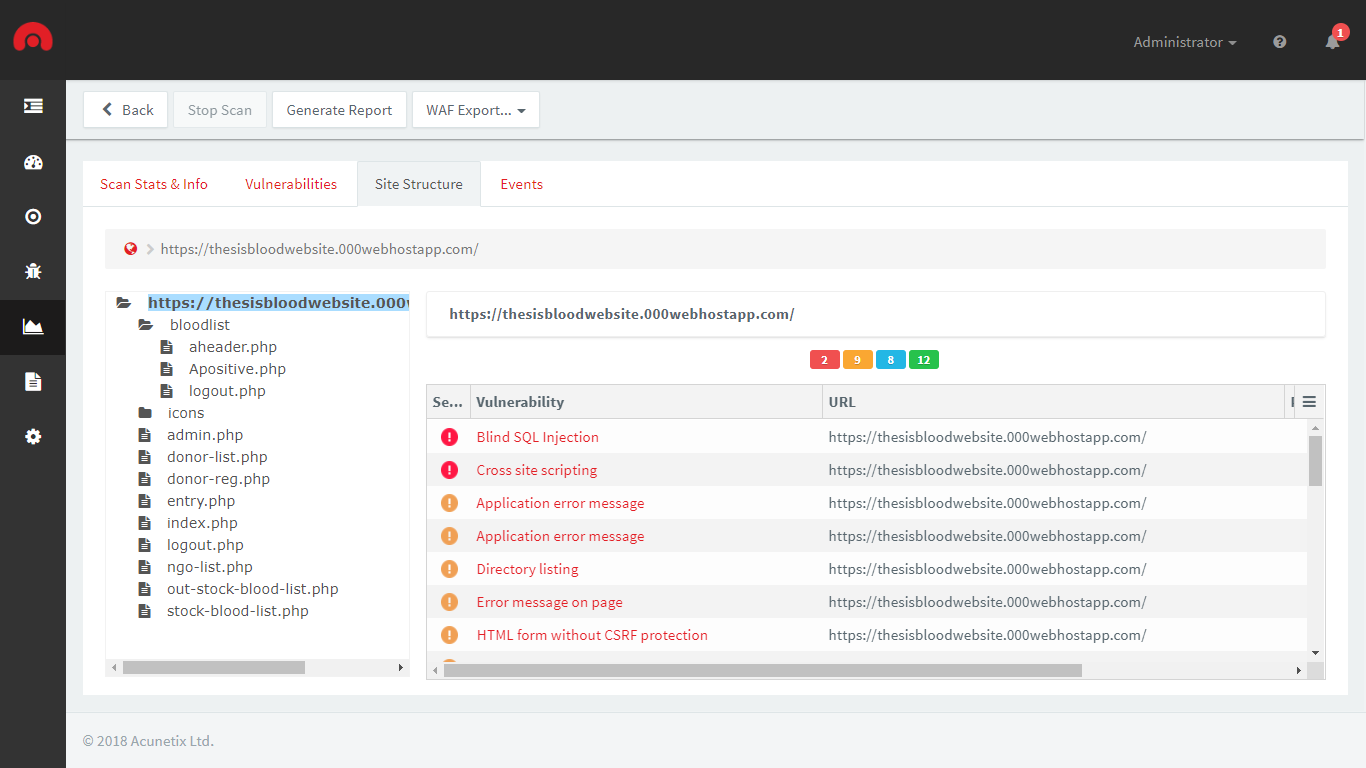 Administrator
1
Back
Stop Scan
Generate Report
WAF Export...
Scan Stats & Info
Vulnerabilities
Site Structure
Events
https://thesisbloodwebsite.000webhostapp.com/
https://thesisbloodwebsite.000
bloodlist
aheader.php
Apositive.php
logout.php
icons
admin.php
donor-list.php
donor-reg.php
entry.php
index.php
logout.php
ngo-list.php
out-stock-blood-list.php
stock-blood-list.php
https://thesisbloodwebsite.000webhostapp.com/
2 9 8 12
Se... Vulnerability URL
Blind SQL Injection https://thesisbloodwebsite.000webhostapp.com/
Cross site scripting https://thesisbloodwebsite.000webhostapp.com/
Application error message https://thesisbloodwebsite.000webhostapp.com/
Application error message https://thesisbloodwebsite.000webhostapp.com/
Directory listing https://thesisbloodwebsite.000webhostapp.com/
Error message on page https://thesisbloodwebsite.000webhostapp.com/
HTML form without CSRF protection https://thesisbloodwebsite.000webhostapp.com/
© 2018 Acunetix Ltd.